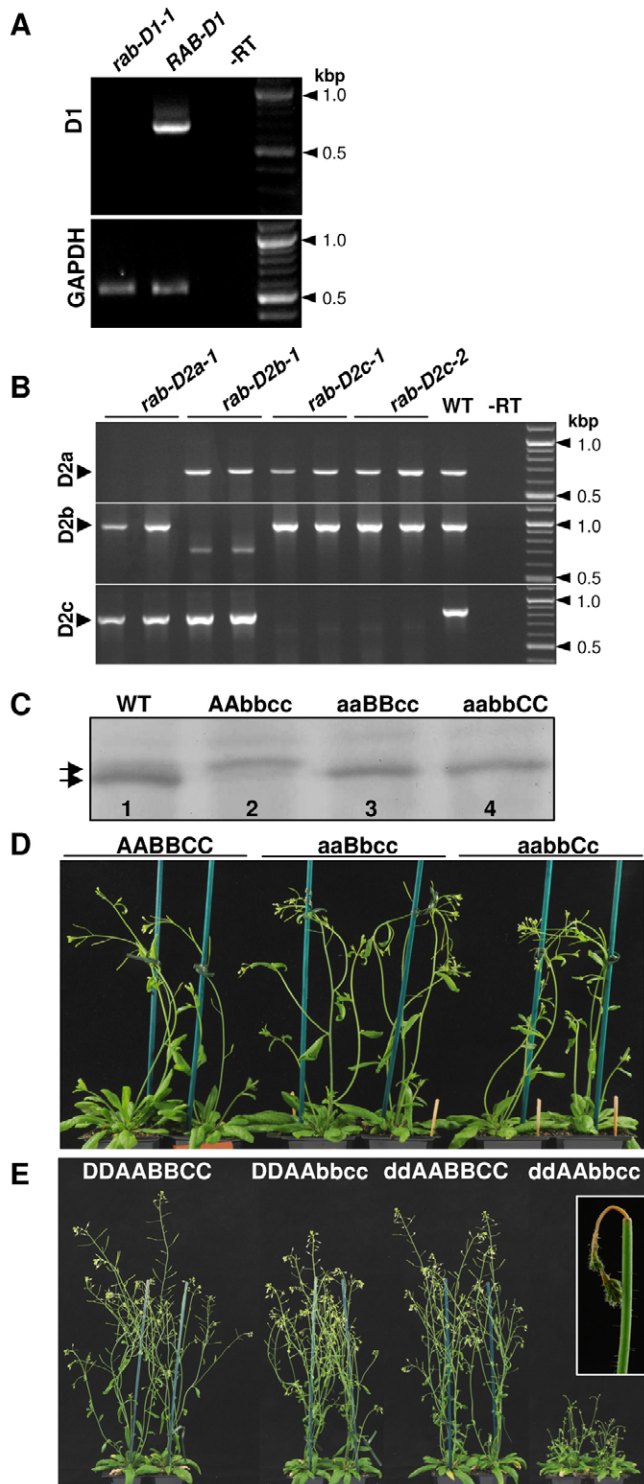 A
rab-D1-1 RAB-D1 -RT
kbp
D1
1.0
0.5
GAPDH
1.0
0.5
B
rab-D2a-1 rab-D2b-1 rab-D2c-1 rab-D2c-2 WT -RT
kbp
D2a
1.0
0.5
D2b
1.0
0.5
D2c
1.0
0.5
C
WT AAbbcc aaBBcc aabbCC
1 2 3 4
D
AABBCC aaBbcc aabbCc
E
DDAABBCC DDAAbbcc ddAABBCC ddAAbbcc